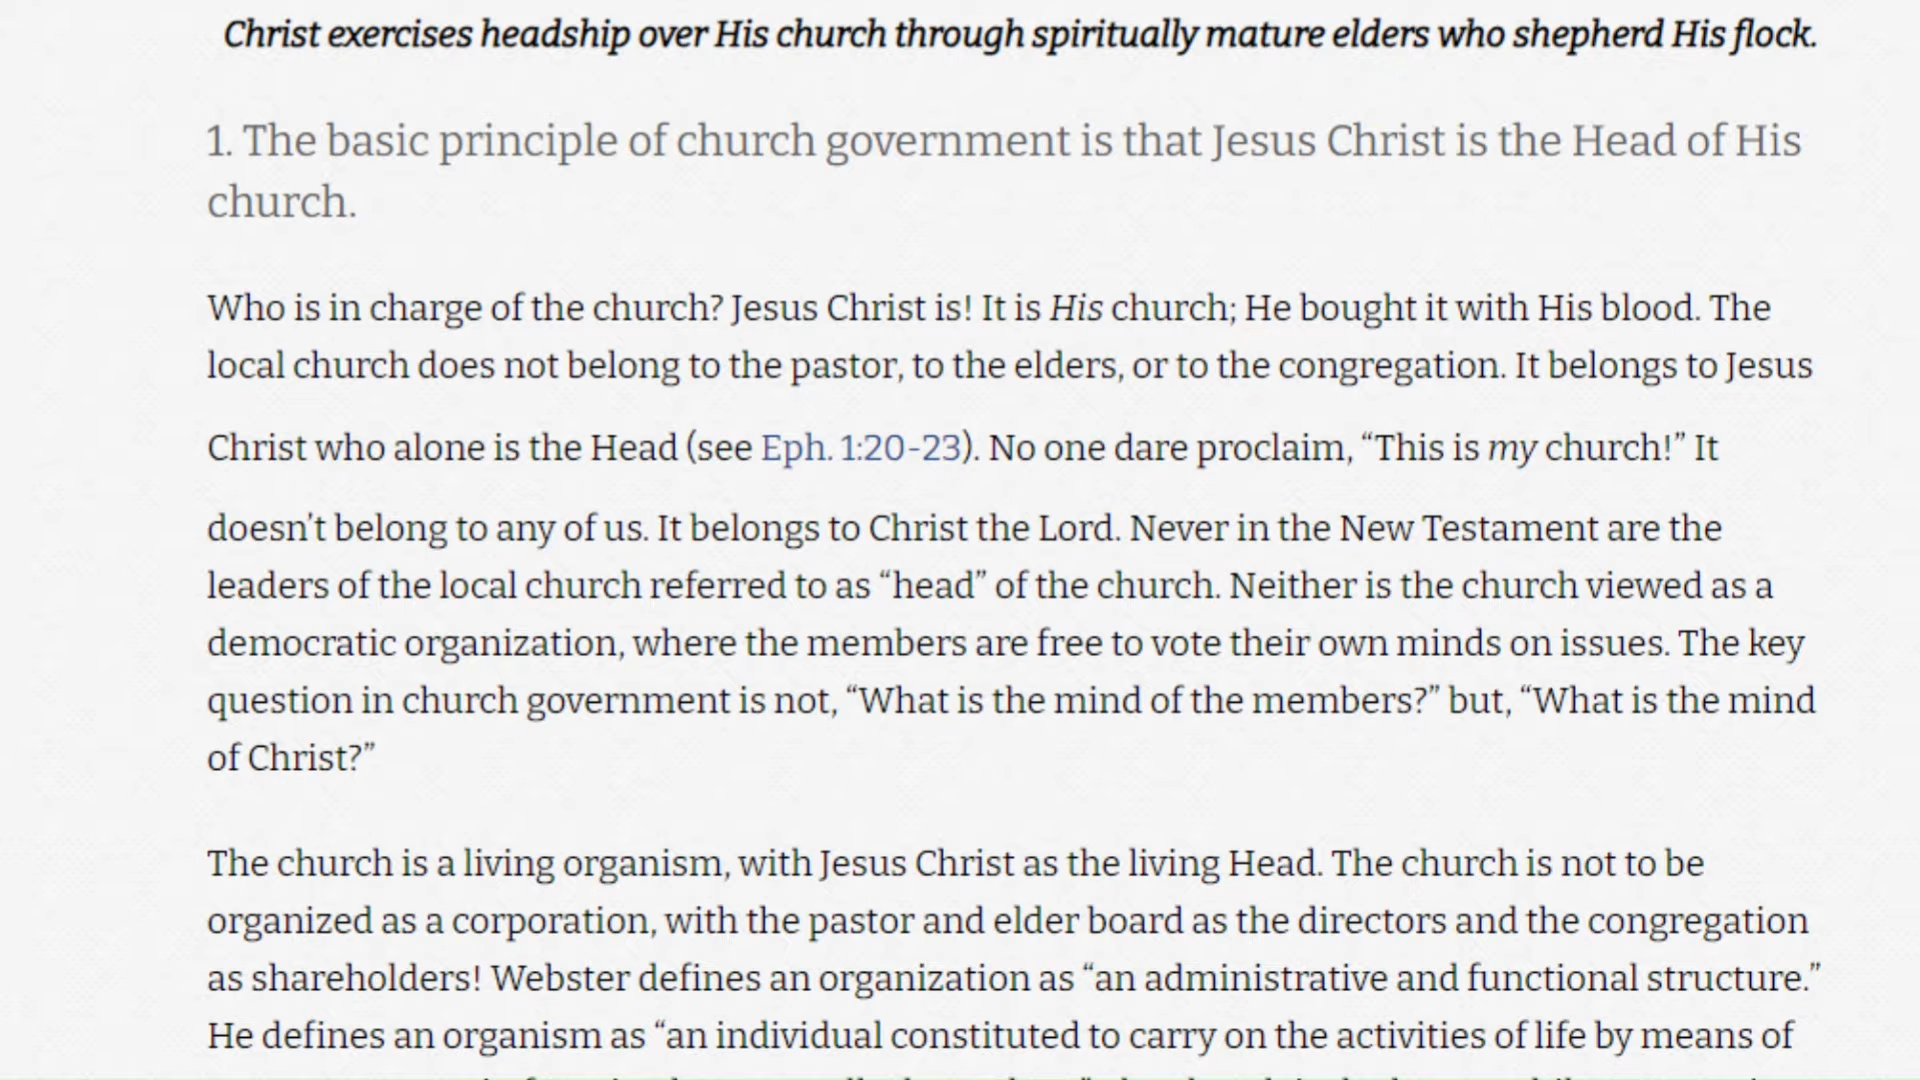 Christ exercises headship over His church through spiritually mature elders who shepherd His flock.
1. The basic principle of church government is that Jesus Christ is the Head of His
church.
Who is in charge of the church? Jesus Christ is! It is His church; He bought it with His blood. The
local church does not belong to the pastor, to the elders, or to the congregation. It belongs to Jesus
Christ who alone is the Head (see Eph. 1:20-23). No one dare proclaim, “This is my church!” It
doesn’t belong to any of us. It belongs to Christ the Lord. Never in the New Testament are the
leaders of the local church referred to as “head” of the church. Neither is the church viewed as a
democratic organization, where the members are free to vote their own minds on issues. The key
question in church government is not, “What is the mind of the members?” but, “What is the mind
of Christ?”
The church is a living organism, with Jesus Christ as the living Head. The church is not to be
organized as a corporation, with the pastor and elder board as the directors and the congregation
as shareholders! Webster defines an organization as “an administrative and functional structure.”
He defines an organism as “an individual constituted to carry on the activities of life by means of